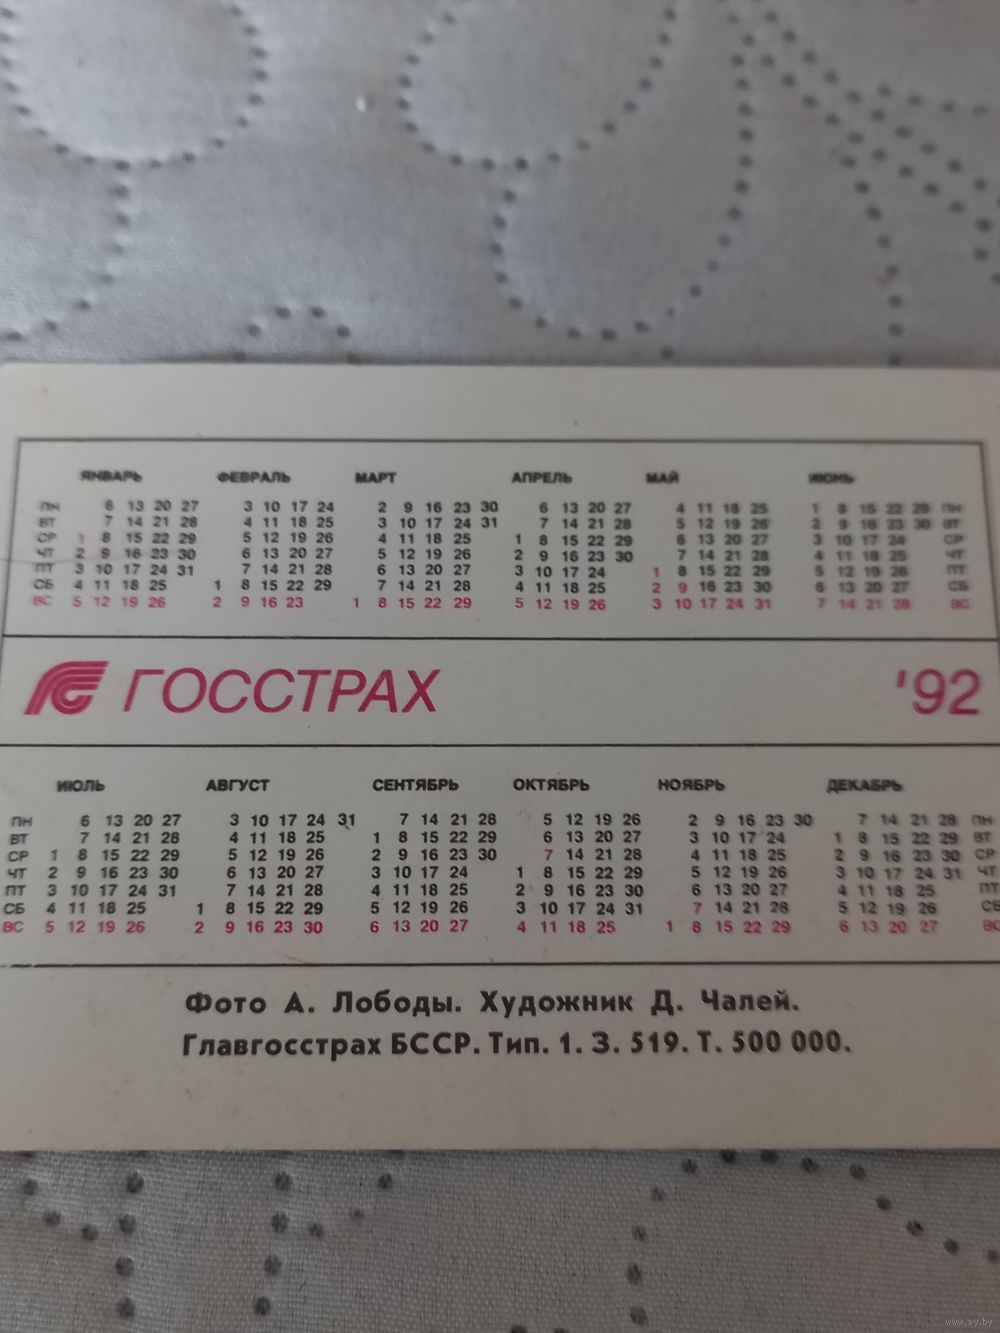 ЯНВАРЬ ФЕВРАЛЬ МАРТ АПРЕЛЬ МАЙ ИЮНЬ
ПН 6 13 20 27 3 10 17 24 2 9 16 23 30 6 13 20 27 4 11 18 25 1 8 15 22 29 ПН
ВТ 7 14 21 28 4 11 18 25 3 10 17 24 31 7 14 21 28 5 12 19 26 2 9 16 23 30 ВТ
СР 1 8 15 22 29 5 12 19 26 4 11 18 25 1 8 15 22 29 6 13 20 27 3 10 17 24 СР
ЧТ 2 9 16 23 30 6 13 20 27 5 12 19 26 2 9 16 23 30 7 14 21 28 4 11 18 25 ЧТ
ПТ 3 10 17 24 31 7 14 21 28 6 13 20 27 3 10 17 24 1 8 15 22 29 5 12 19 26 ПТ
СБ 4 11 18 25 1 8 15 22 29 7 14 21 28 4 11 18 25 2 9 16 23 30 6 13 20 27 СБ
ВС 5 12 19 26 2 9 16 23 1 8 15 22 29 5 12 19 26 3 10 17 24 31 7 14 21 28 ВС
ГОССТРАХ '92
ИЮЛЬ АВГУСТ СЕНТЯБРЬ ОКТЯБРЬ НОЯБРЬ ДЕКАБРЬ
ПН 6 13 20 27 3 10 17 24 31 7 14 21 28 5 12 19 26 2 9 16 23 30 7 14 21 28 ПН
ВТ 7 14 21 28 4 11 18 25 1 8 15 22 29 6 13 20 27 3 10 17 24 1 8 15 22 29 ВТ
СР 1 8 15 22 29 5 12 19 26 2 9 16 23 30 7 14 21 28 4 11 18 25 2 9 16 23 30 СР
ЧТ 2 9 16 23 30 6 13 20 27 3 10 17 24 1 8 15 22 29 5 12 19 26 3 10 17 24 31 ЧТ
ПТ 3 10 17 24 31 7 14 21 28 4 11 18 25 2 9 16 23 30 6 13 20 27 4 11 18 25 ПТ
СБ 4 11 18 25 1 8 15 22 29 5 12 19 26 3 10 17 24 31 7 14 21 28 5 12 19 26 СБ
ВС 5 12 19 26 2 9 16 23 30 6 13 20 27 4 11 18 25 1 8 15 22 29 6 13 20 27 ВС
Фото А. Лободы. Художник Д. Чалей.
Главгосстрах БССР. Тип. 1. З. 519. Т. 500 000.
www.ay.by